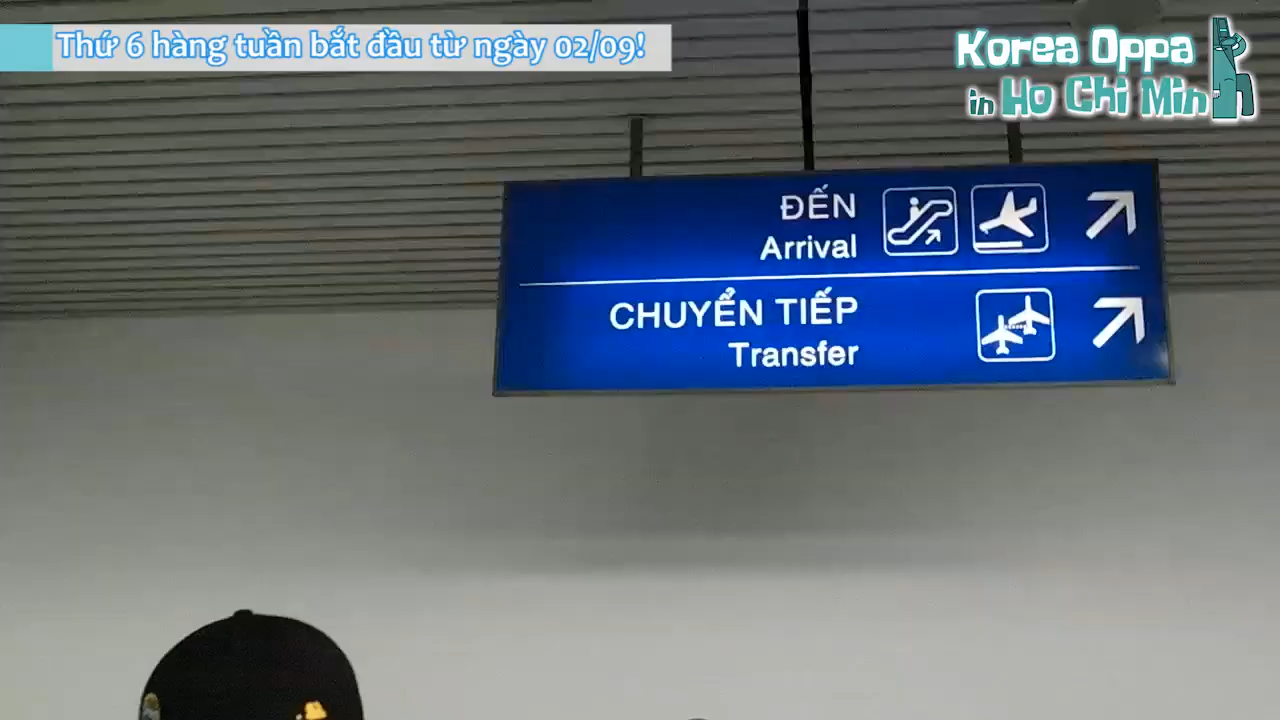 Thứ 6 hàng tuần bắt đầu từ ngày 02/09!
Korea Oppa
in Ho Chi Minh
ĐẾN
Arrival
CHUYỂN TIẾP
Transfer